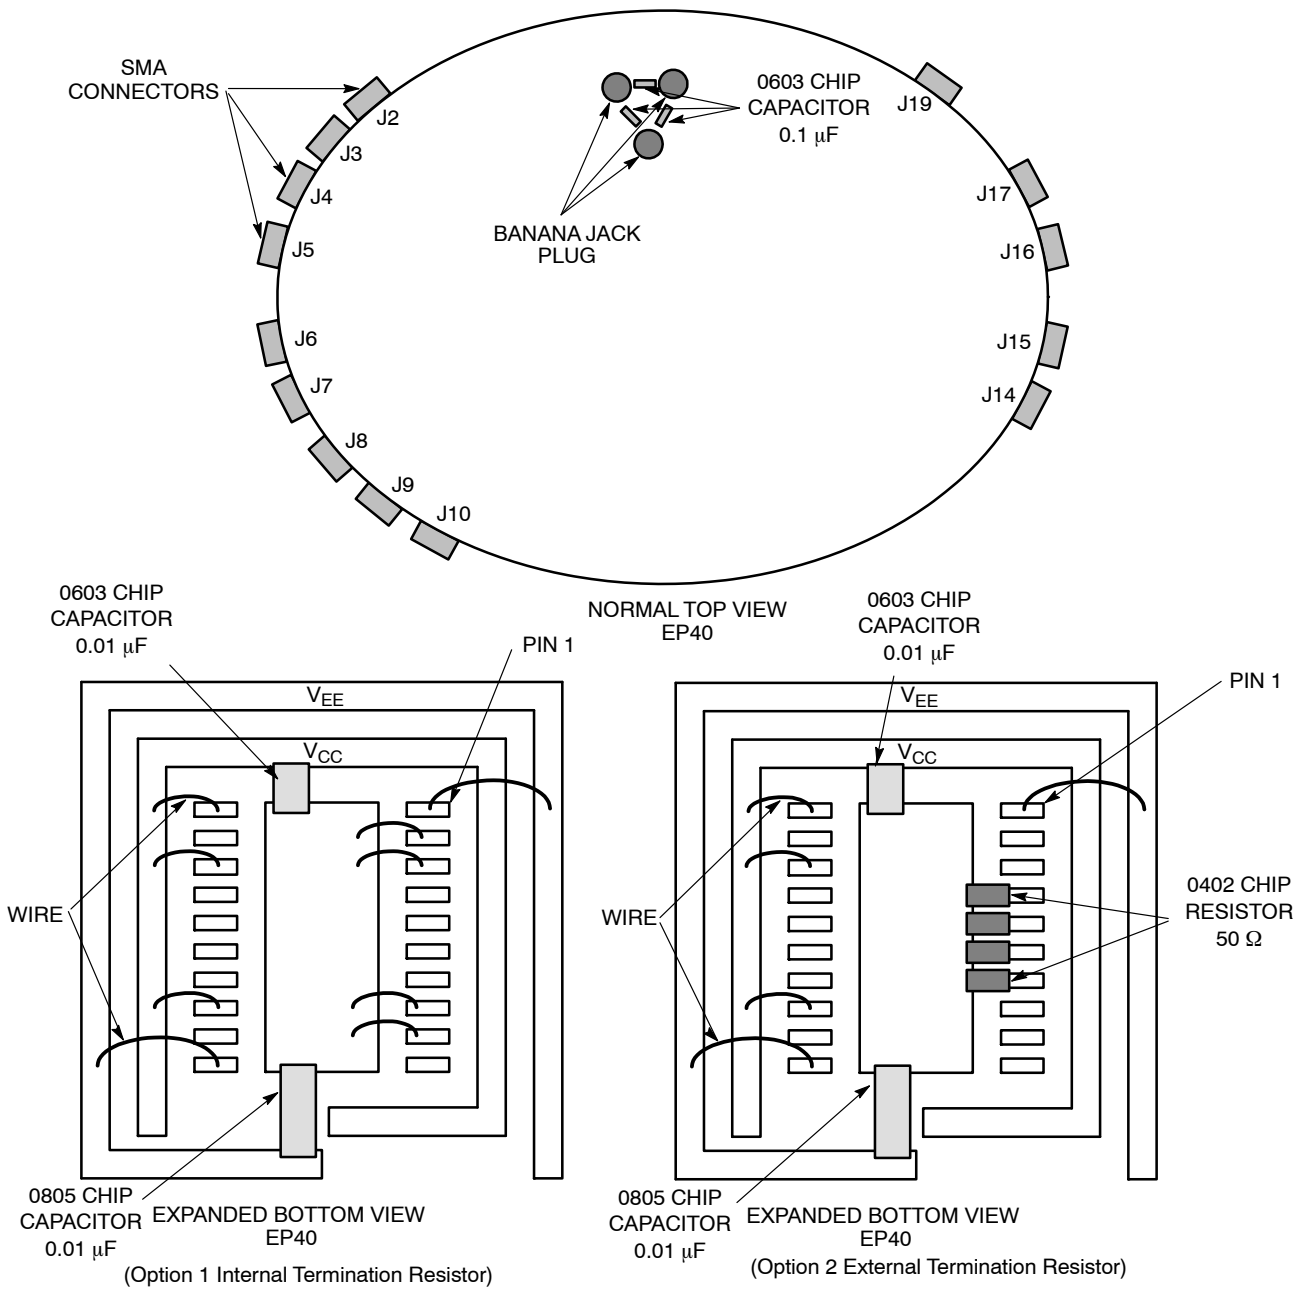 SMA
CONNECTORS
J2
J3
J4
J5
J6
J7
J8
J9
J10
0603 CHIP
CAPACITOR
0.1 μF
BANANA JACK
PLUG
J19
J17
J16
J15
J14
NORMAL TOP VIEW
EP40
0603 CHIP
CAPACITOR
0.01 μF
PIN 1
VEE
VCC
WIRE
0805 CHIP
CAPACITOR
0.01 μF
EXPANDED BOTTOM VIEW
EP40
(Option 1 Internal Termination Resistor)
0603 CHIP
CAPACITOR
0.01 μF
PIN 1
VEE
VCC
WIRE
0402 CHIP
RESISTOR
50 Ω
0805 CHIP
CAPACITOR
0.01 μF
EXPANDED BOTTOM VIEW
EP40
(Option 2 External Termination Resistor)